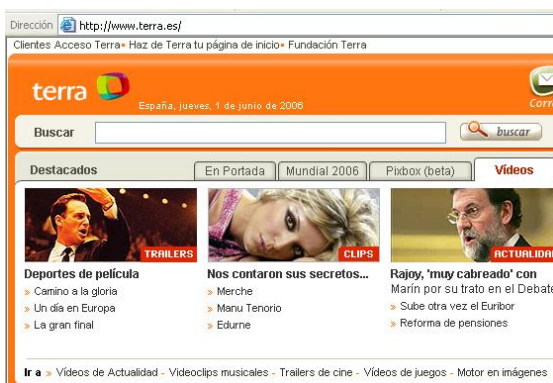 Dirección http://www.terra.es/
Clientes Acceso Terra Haz de Terra tu página de inicio Fundación Terra
terra
España, jueves, 1 de junio de 2006
Buscar buscar
Destacados En Portada Mundial 2006 Pixbox (beta) Vídeos
TRAILERS CLIPS
Deportes de película
» Camino a la gloria
» Un día en Europa
» La gran final
Nos contaron sus secretos...
» Merche
» Manu Tenorio
» Edurne
Rajoy, 'muy cabreado' con
Marín por su trato en el Debate
» Sube otra vez el Euribor
» Reforma de pensiones
Ir a » Vídeos de Actualidad - Videoclips musicales - Trailers de cine - Vídeos de juegos - Motor en imágenes